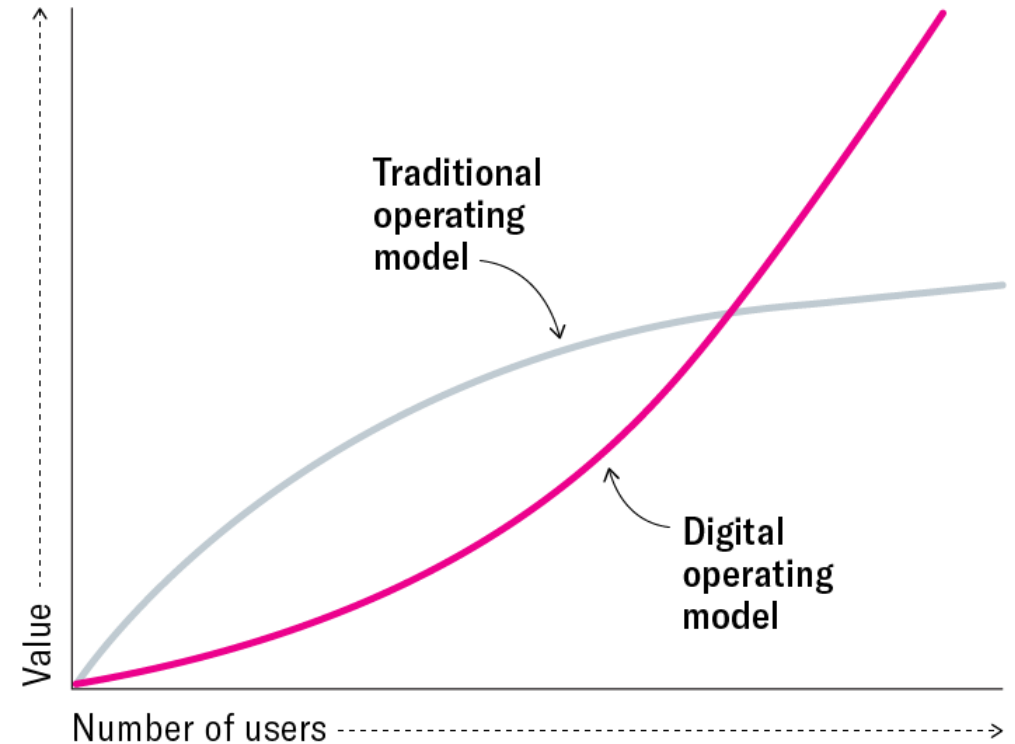 Traditional
operating
model
Digital
operating
model
Value
Number of users